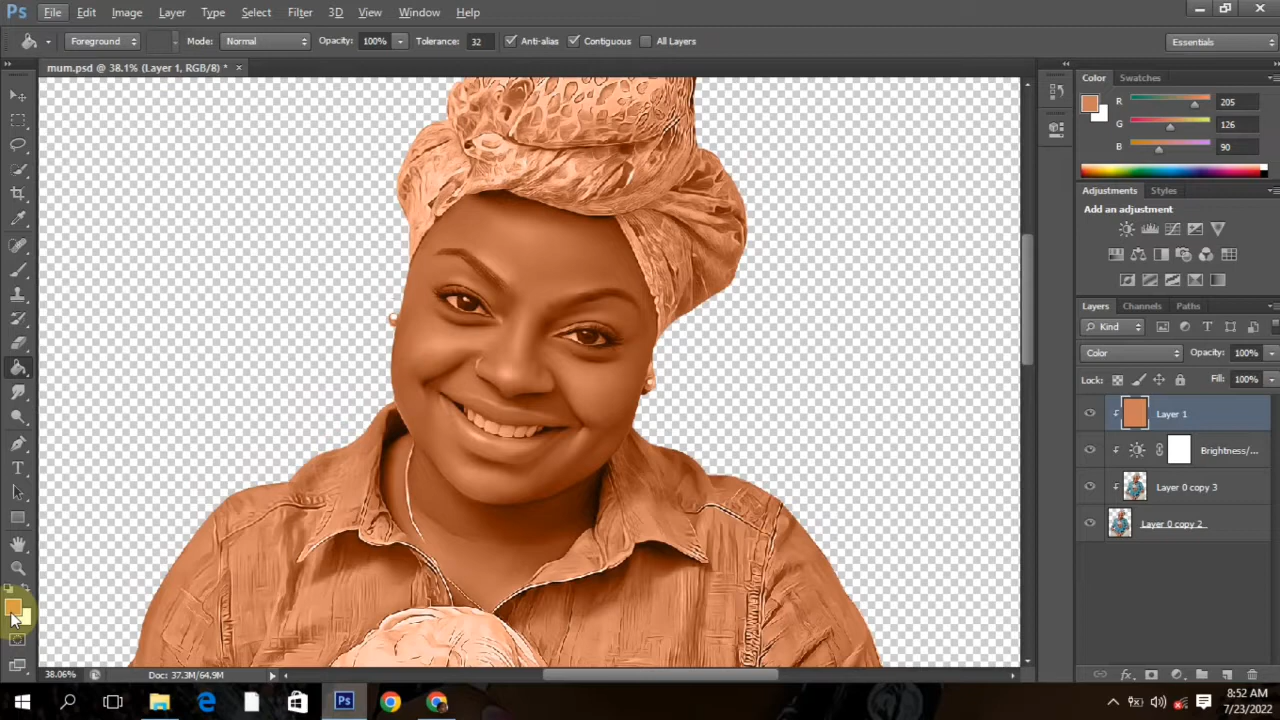 Ps File Edit Image Layer Type Select Filter 3D View Window Help
Foreground Mode: Normal Opacity: 100% Tolerance: 32 Anti-alias Contiguous All Layers Essentials
mum.psd @ 38.1% (Layer 1, RGB/8) * ×
Color Swatches
R 205
G 126
B 90
Adjustments Styles
Add an adjustment
Layers Channels Paths
Kind
Color Opacity: 100%
Lock: Fill: 100%
Layer 1
Brightness/...
Layer 0 copy 3
Layer 0 copy 2
38.06% Doc: 37.3M/64.9M
Ps
8:52 AM
7/23/2022